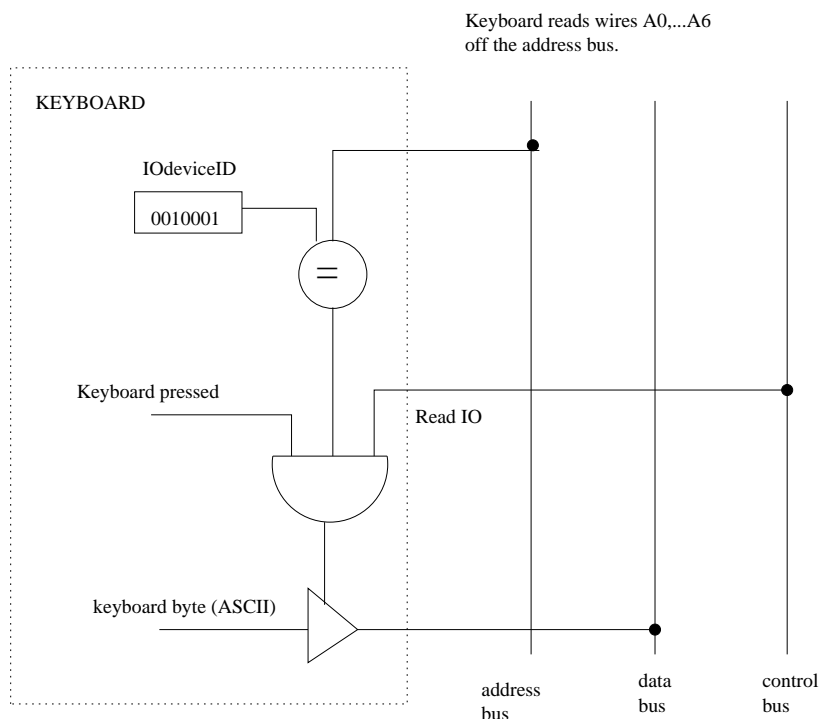 Keyboard reads wires A0,...A6
off the address bus.
KEYBOARD
IOdeviceID
0010001
=
Keyboard pressed
Read IO
keyboard byte (ASCII)
address
bus
data
bus
control
bus